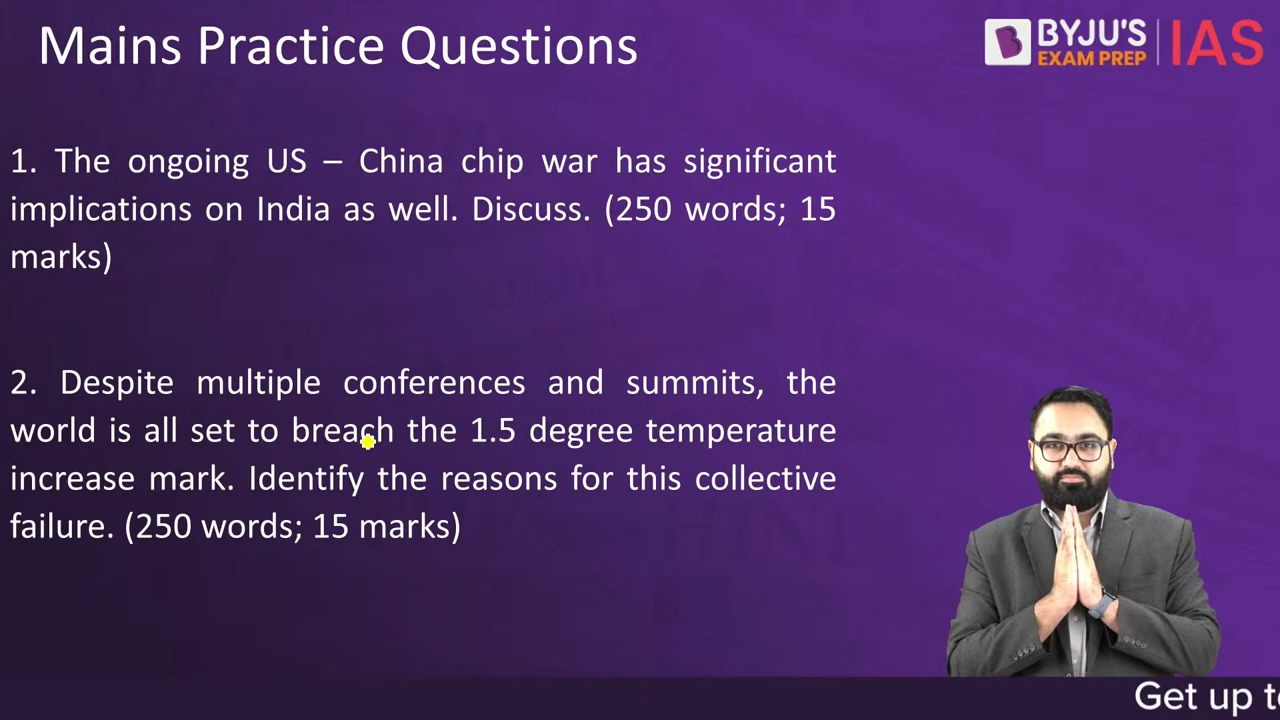 Mains Practice Questions
BYJU'S
EXAM PREP
IAS
1. The ongoing US – China chip war has significant
implications on India as well. Discuss. (250 words; 15
marks)
2. Despite multiple conferences and summits, the
world is all set to breach the 1.5 degree temperature
increase mark. Identify the reasons for this collective
failure. (250 words; 15 marks)
Get up